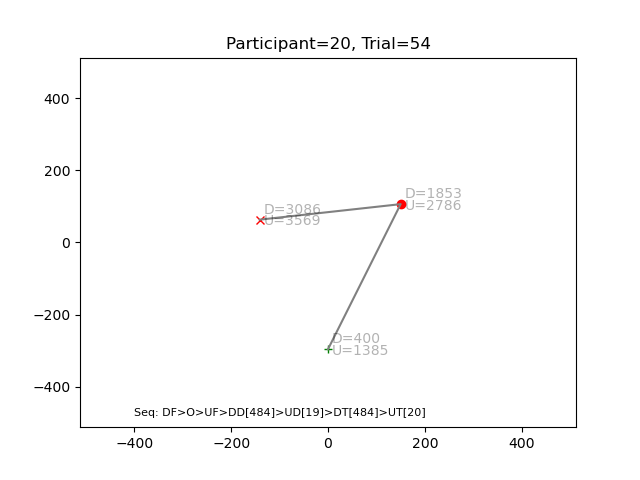 Participant=20, Trial=54
400
200
0
−200
−400
D=1853
U=2786
D=3086
U=3569
D=400
U=1385
Seq: DF>O>UF>DD[484]>UD[19]>DT[484]>UT[20]
−400
−200
0
200
400